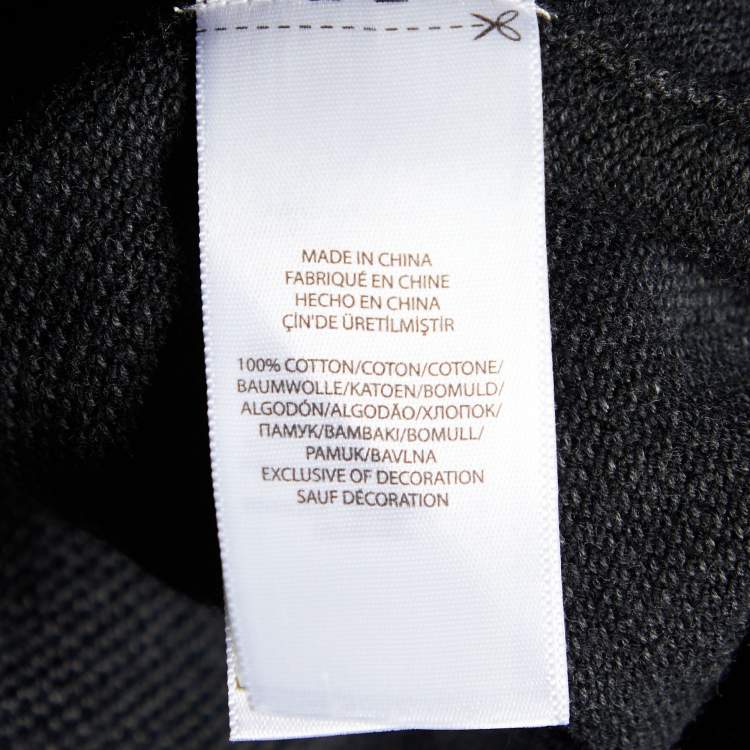 MADE IN CHINA
FABRIQUÉ EN CHINE
HECHO EN CHINA
ÇİN'DE ÜRETİLMİŞTİR
100% COTTON/COTON/COTONE/
BAUMWOLLE/KATOEN/BOMULD/
ALGODÓN/ALGODÃO/ХЛОПОК/
ПАМУК/BAMBAKI/BOMULL/
PAMUK/BAVLNA
EXCLUSIVE OF DECORATION
SAUF DÉCORATION